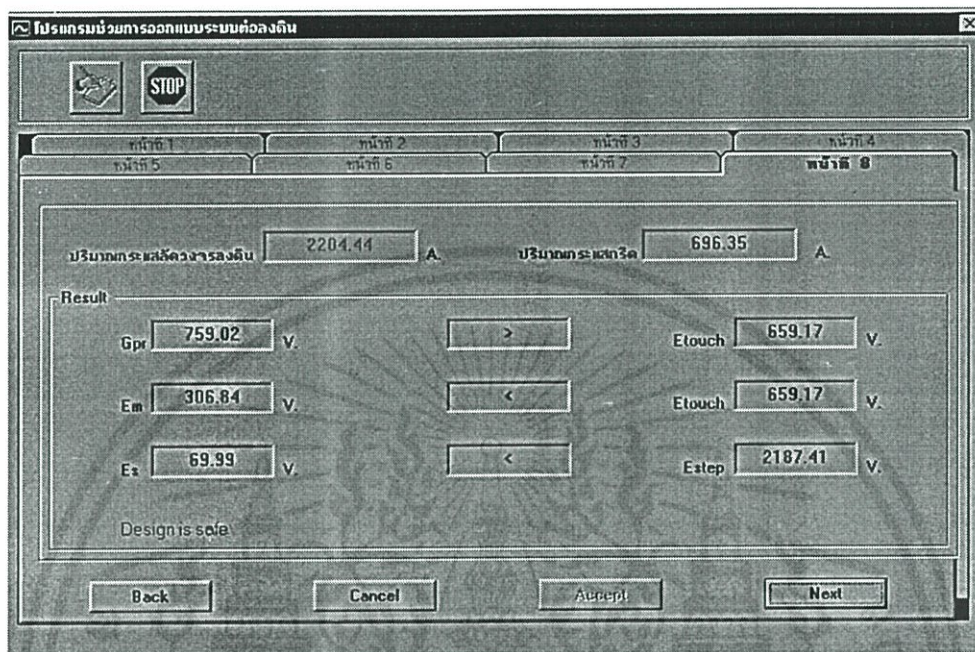 โปรแกรมช่วยการออกแบบระบบต่อลงดิน
STOP
หน้าที่ 1 หน้าที่ 2 หน้าที่ 3 หน้าที่ 4
หน้าที่ 5 หน้าที่ 6 หน้าที่ 7 หน้าที่ 8
ปริมาณกระแสลัดวงจรลงดิน 2204.44 A. ปริมาณกระแสกริด 696.35 A.
Result
Gpr 759.02 V. > Etouch 659.17 V.
Em 306.84 V. < Etouch 659.17 V.
Es 69.99 V. < Estep 2187.41 V.
Design is safe
Back Cancel Accept Next